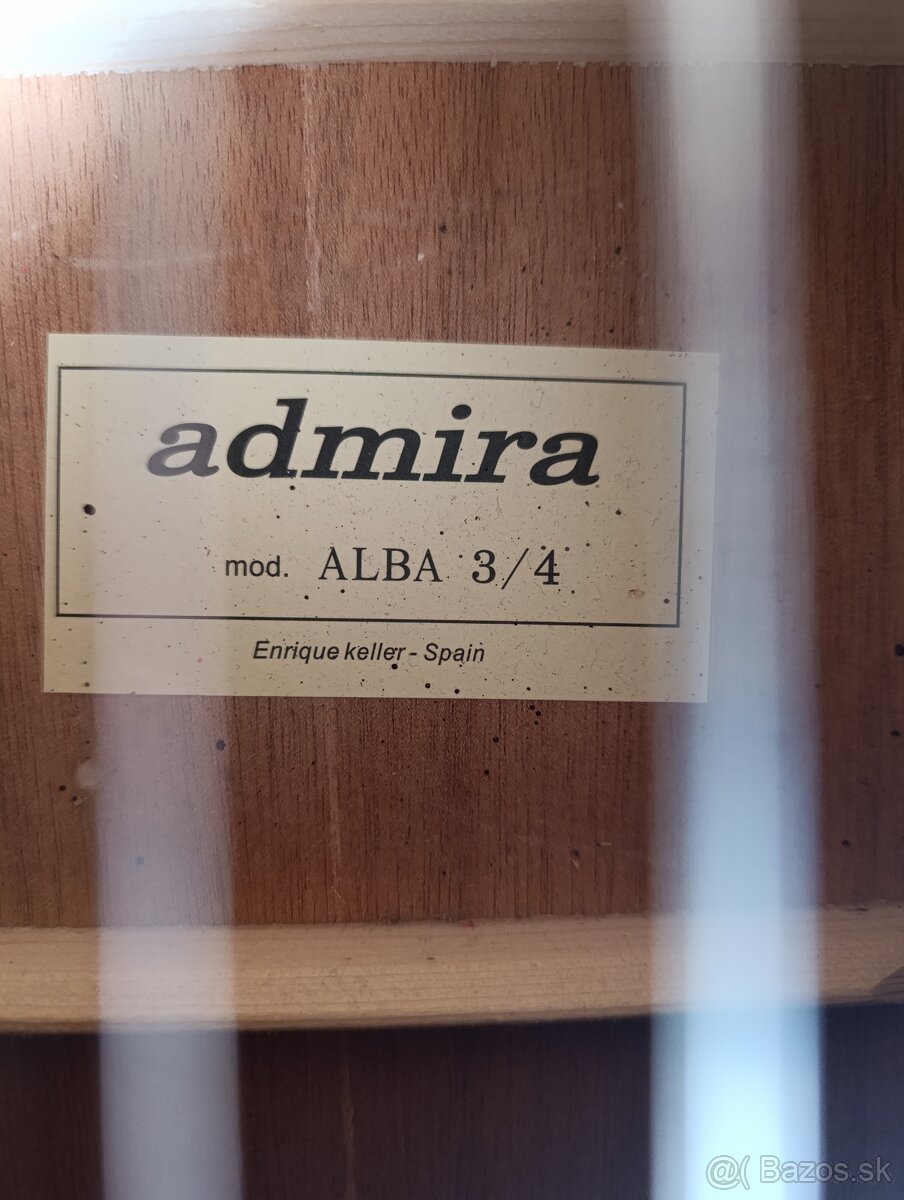 admira
mod. ALBA 3/4
Enrique keller - Spain
@( Bazos.sk